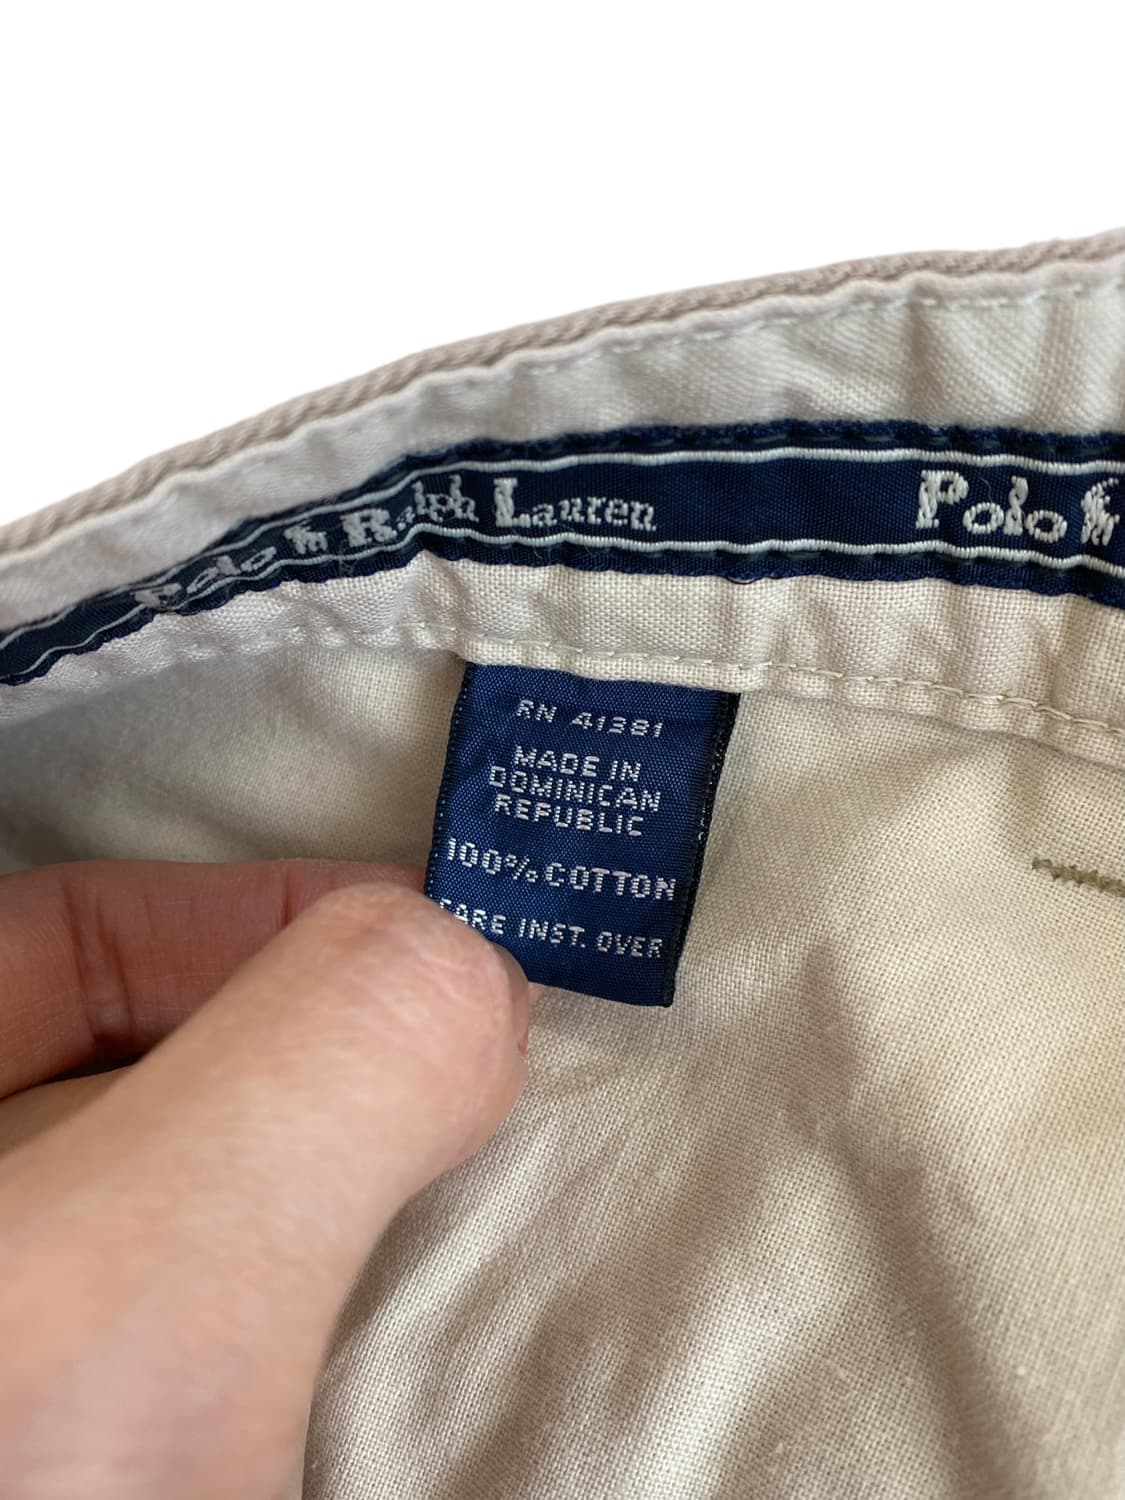 Polo Ralph Lauren
Polo
RN 41381
MADE IN
DOMINICAN
REPUBLIC
100% COTTON
CARE INST. OVER